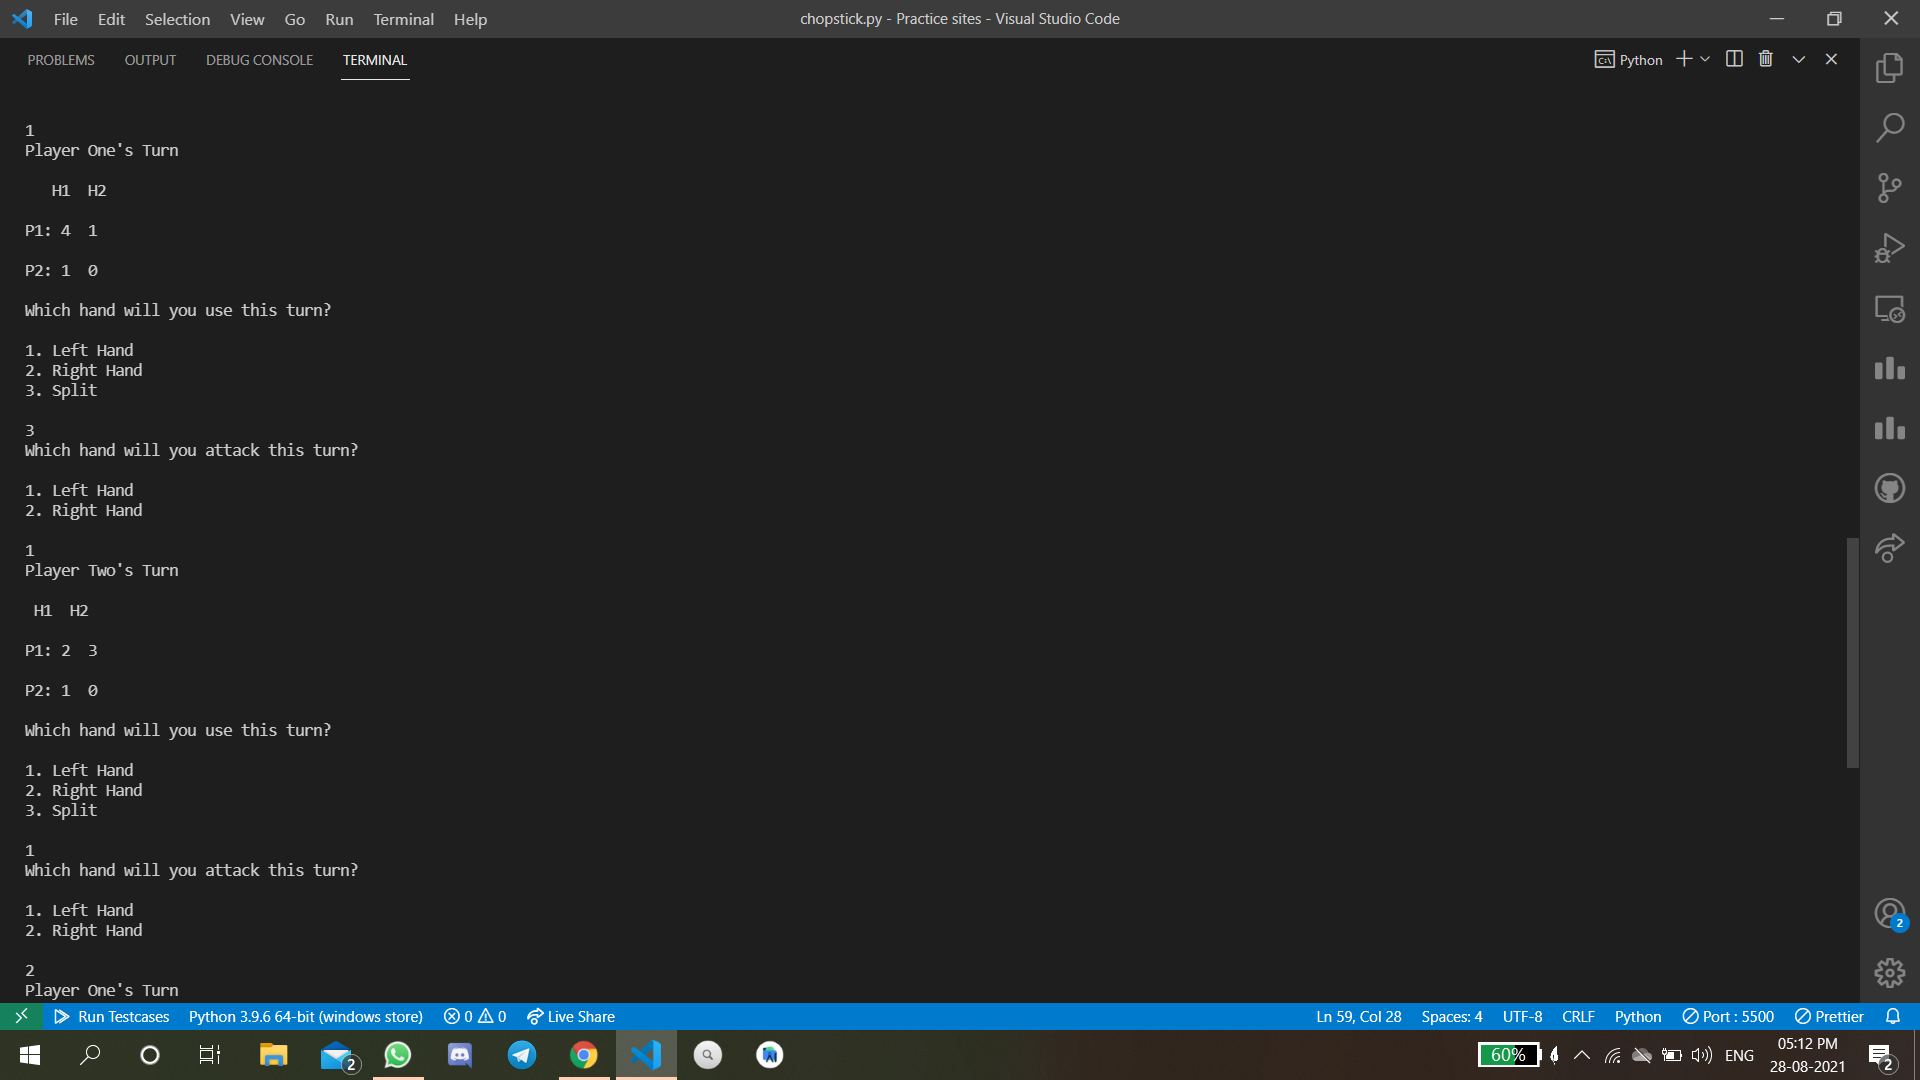 File Edit Selection View Go Run Terminal Help chopstick.py - Practice sites - Visual Studio Code
PROBLEMS OUTPUT DEBUG CONSOLE TERMINAL Python
1
Player One's Turn
H1 H2
P1: 4 1
P2: 1 0
Which hand will you use this turn?
1. Left Hand
2. Right Hand
3. Split
3
Which hand will you attack this turn?
1. Left Hand
2. Right Hand
1
Player Two's Turn
H1 H2
P1: 2 3
P2: 1 0
Which hand will you use this turn?
1. Left Hand
2. Right Hand
3. Split
1
Which hand will you attack this turn?
1. Left Hand
2. Right Hand
2
2
Player One's Turn
Run Testcases Python 3.9.6 64-bit (windows store) 0 0 Live Share Ln 59, Col 28 Spaces: 4 UTF-8 CRLF Python Port : 5500 Prettier
2 60% ENG 05:12 PM 2
28-08-2021